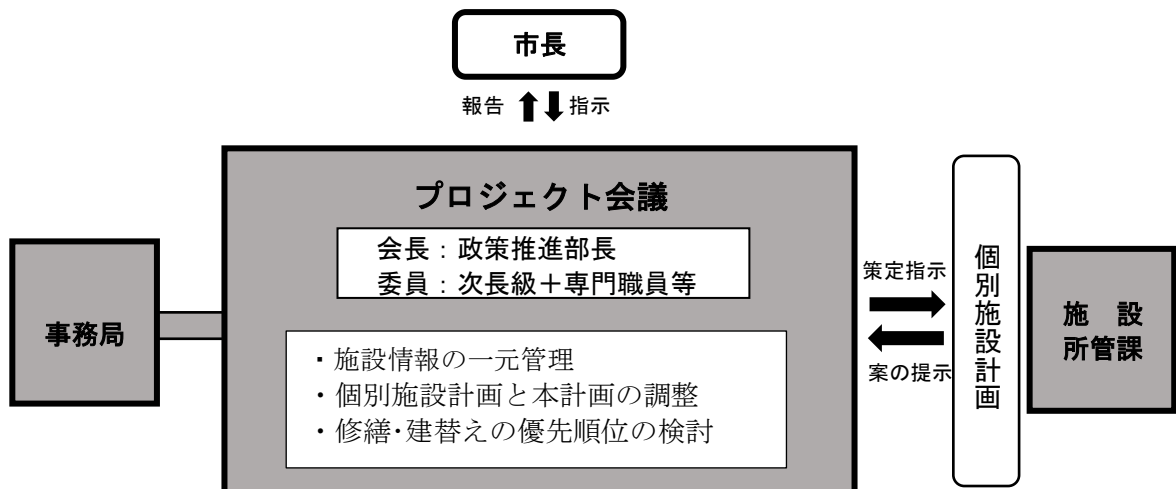 市長
報告
指示
プロジェクト会議
会長：政策推進部長
委員：次長級＋専門職員等
事務局
・施設情報の一元管理
・個別施設計画と本計画の調整
・修繕･建替えの優先順位の検討
策定指示
案の提示
個別施設計画
施　設
所管課